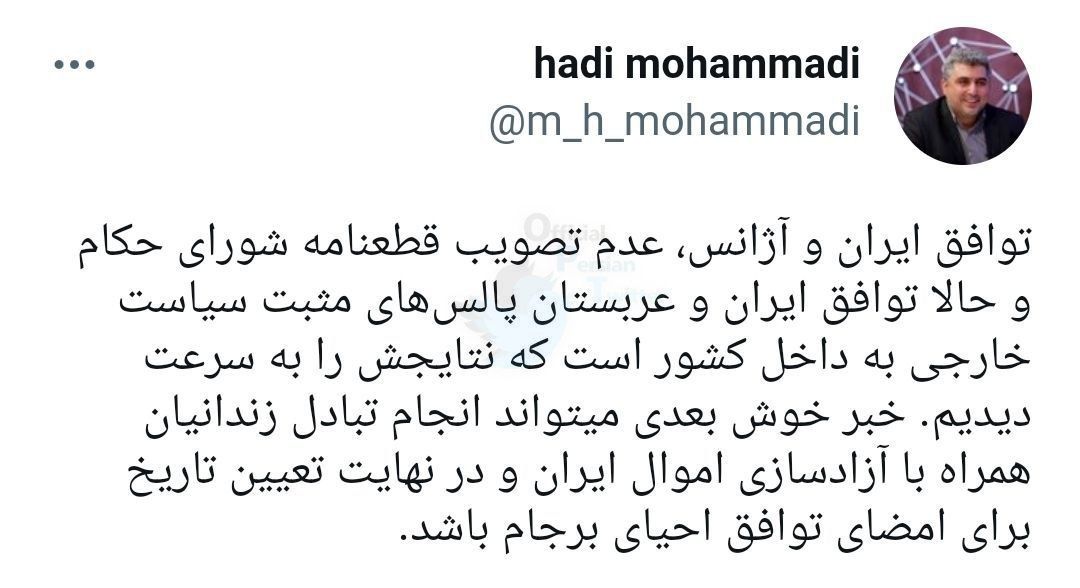 hadi mohammadi
@m_h_mohammadi
توافق ایران و آژانس، عدم تصویب قطعنامه شورای حکام
و حالا توافق ایران و عربستان پالس‌های مثبت سیاست
خارجی به داخل کشور است که نتایجش را به سرعت
دیدیم. خبر خوش بعدی میتواند انجام تبادل زندانیان
همراه با آزادسازی اموال ایران و در نهایت تعیین تاریخ
برای امضای توافق احیای برجام باشد.
Official
Persian